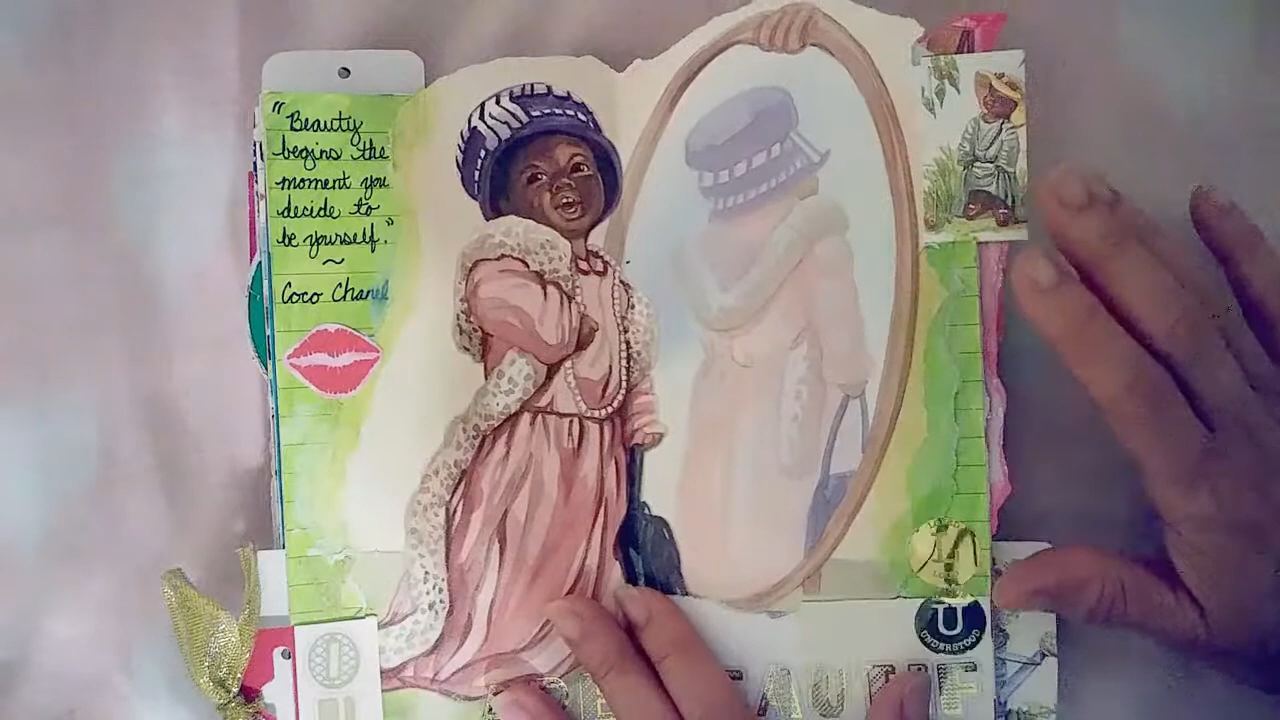 "Beauty
begins the
moment you
decide to
be yourself."
~
Coco Chanel
U
UNDERSTOOD